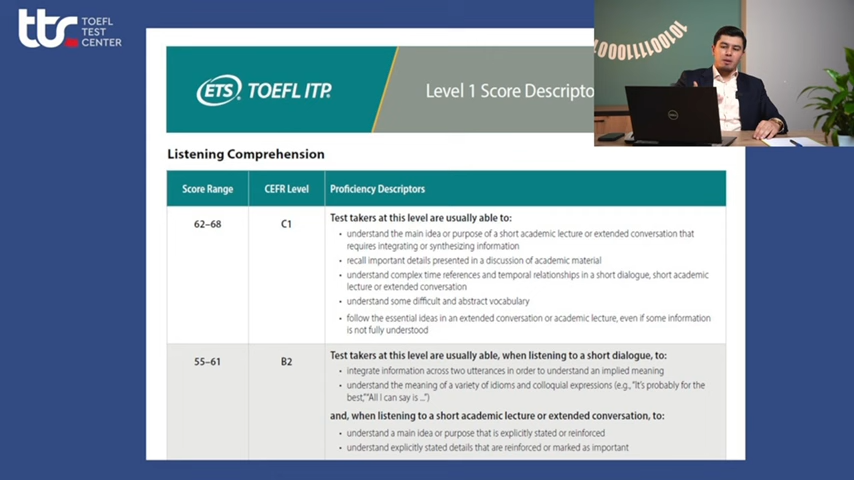 ttc
TOEFL
TEST
CENTER
ETS TOEFL ITP
Level 1 Score Descripto
Listening Comprehension
Score Range CEFR Level Proficiency Descriptors
62–68 C1 Test takers at this level are usually able to:
• understand the main idea or purpose of a short academic lecture or extended conversation that
requires integrating or synthesizing information
• recall important details presented in a discussion of academic material
• understand complex time references and temporal relationships in a short dialogue, short academic
lecture or extended conversation
• understand some difficult and abstract vocabulary
• follow the essential ideas in an extended conversation or academic lecture, even if some information
is not fully understood
55–61 B2 Test takers at this level are usually able, when listening to a short dialogue, to:
• integrate information across two utterances in order to understand an implied meaning
• understand the meaning of a variety of idioms and colloquial expressions (e.g., "It's probably for the
best," "All I can say is ...")
and, when listening to a short academic lecture or extended conversation, to:
• understand a main idea or purpose that is explicitly stated or reinforced
• understand explicitly stated details that are reinforced or marked as important